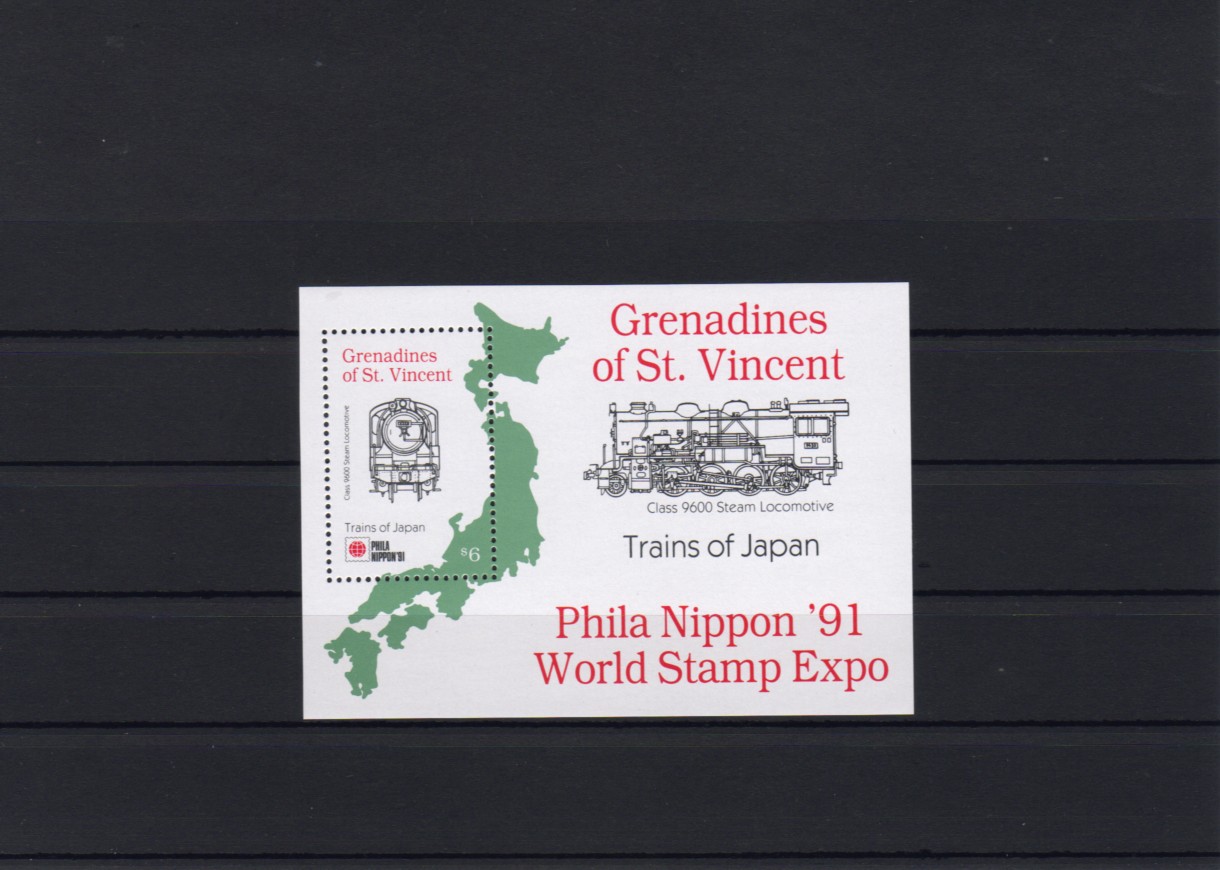 Grenadines
of St. Vincent
Class 9600 Steam Locomotive
Trains of Japan
PHILA
NIPPON '91
$6
Grenadines
of St. Vincent
Class 9600 Steam Locomotive
Trains of Japan
Phila Nippon '91
World Stamp Expo